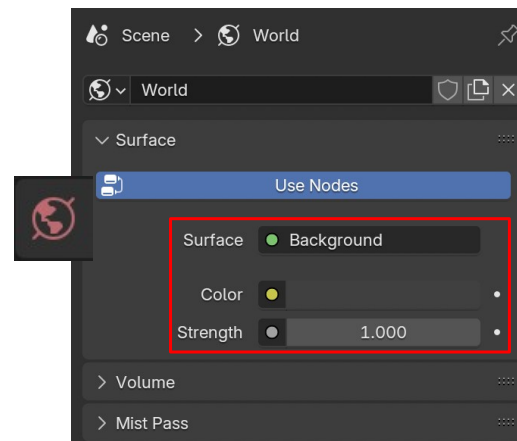 Scene > World
World
Surface
Use Nodes
Surface Background
Color
Strength 1.000
Volume
Mist Pass